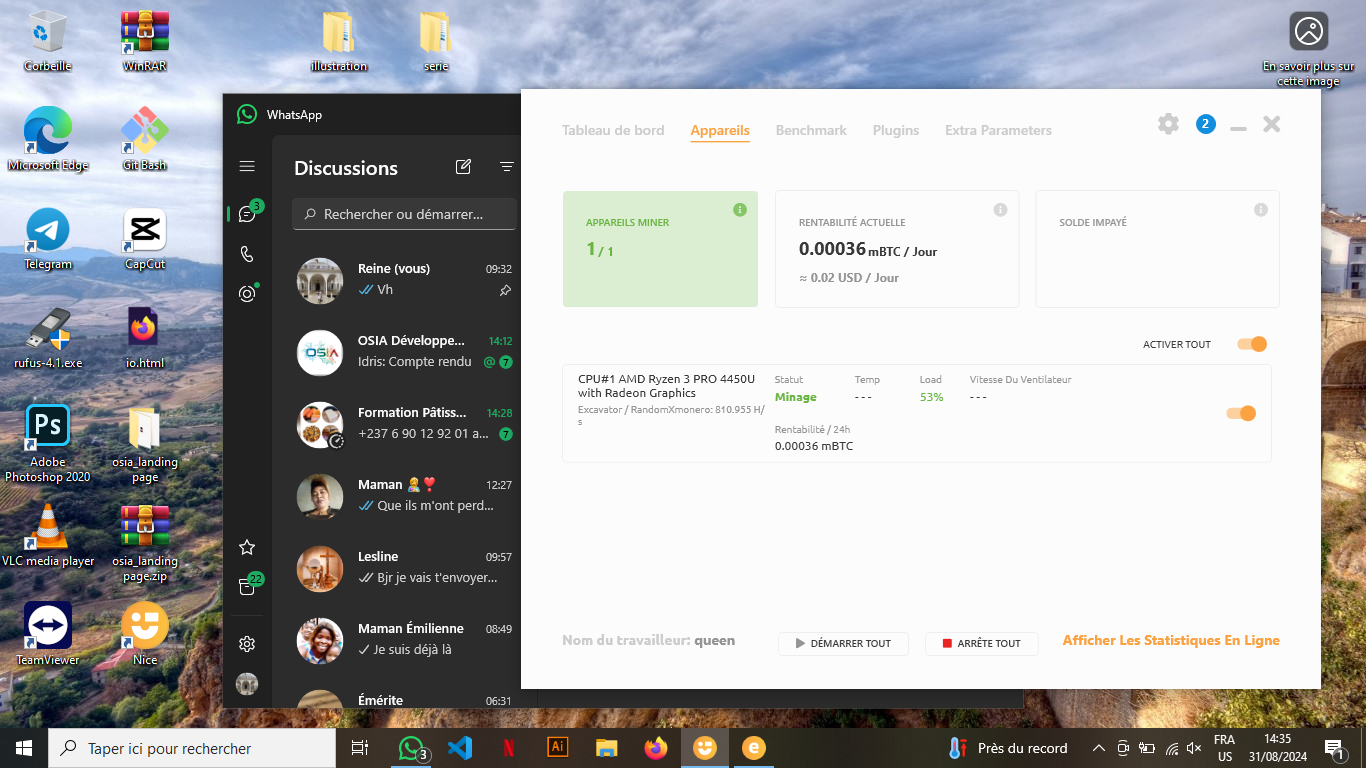 Corbeille
WinRAR
illustration
serie
En savoir plus sur
cette image
Microsoft Edge
Git Bash
Telegram
CapCut
rufus-4.1.exe
io.html
Ps
Adobe
Photoshop 2020
osia_landing
page
VLC media player
osia_landing
page.zip
TeamViewer
Nice
WhatsApp
3
22
Discussions
Rechercher ou démarrer...
Reine (vous) 09:32
Vh
OSIA
OSIA Développe... 14:12
Idris: Compte rendu @ 7
Formation Pâtiss... 14:28
+237 6 90 12 92 01 a... 7
Maman 👩‍🍼❣️ 12:27
Que ils m'ont perd...
Lesline 09:57
Bjr je vais t'envoyer...
Maman Émilienne 08:49
Je suis déjà là
Émérite 06:31
Tableau de bord Appareils Benchmark Plugins Extra Parameters 2
APPAREILS MINER
1 / 1
RENTABILITÉ ACTUELLE
0.00036 mBTC / Jour
≈ 0.02 USD / Jour
SOLDE IMPAYÉ
ACTIVER TOUT
CPU#1 AMD Ryzen 3 PRO 4450U
with Radeon Graphics
Excavator / RandomXmonero: 810.955 H/
s
Statut Temp Load Vitesse Du Ventilateur
Minage - - - 53% - - -
Rentabilité / 24h
0.00036 mBTC
Nom du travailleur: queen
DÉMARRER TOUT
ARRÊTE TOUT
Afficher Les Statistiques En Ligne
Taper ici pour rechercher
3
N
Ai
e
Près du record
FRA
US
14:35
31/08/2024
1